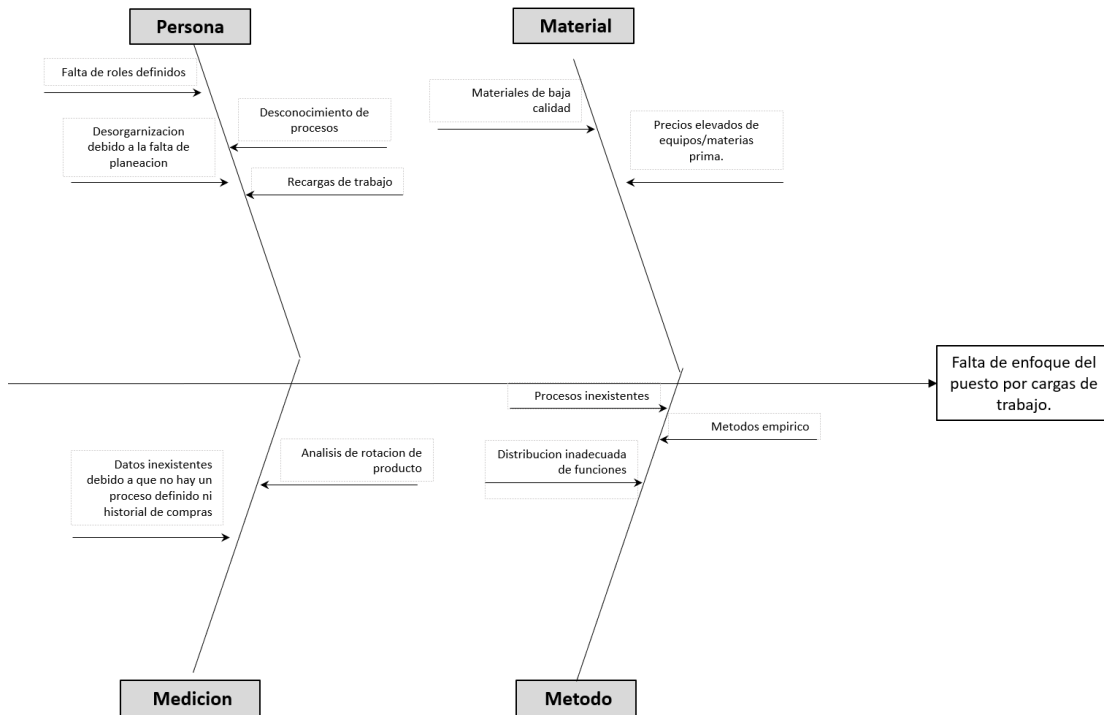 Persona
Material
Falta de roles definidos
Desconocimiento de
procesos
Desorgarnizacion
debido a la falta de
planeacion
Recargas de trabajo
Materiales de baja
calidad
Precios elevados de
equipos/materias
prima.
Falta de enfoque del
puesto por cargas de
trabajo.
Procesos inexistentes
Metodos empirico
Distribucion inadecuada
de funciones
Analisis de rotacion de
producto
Datos inexistentes
debido a que no hay un
proceso definido ni
historial de compras
Medicion
Metodo